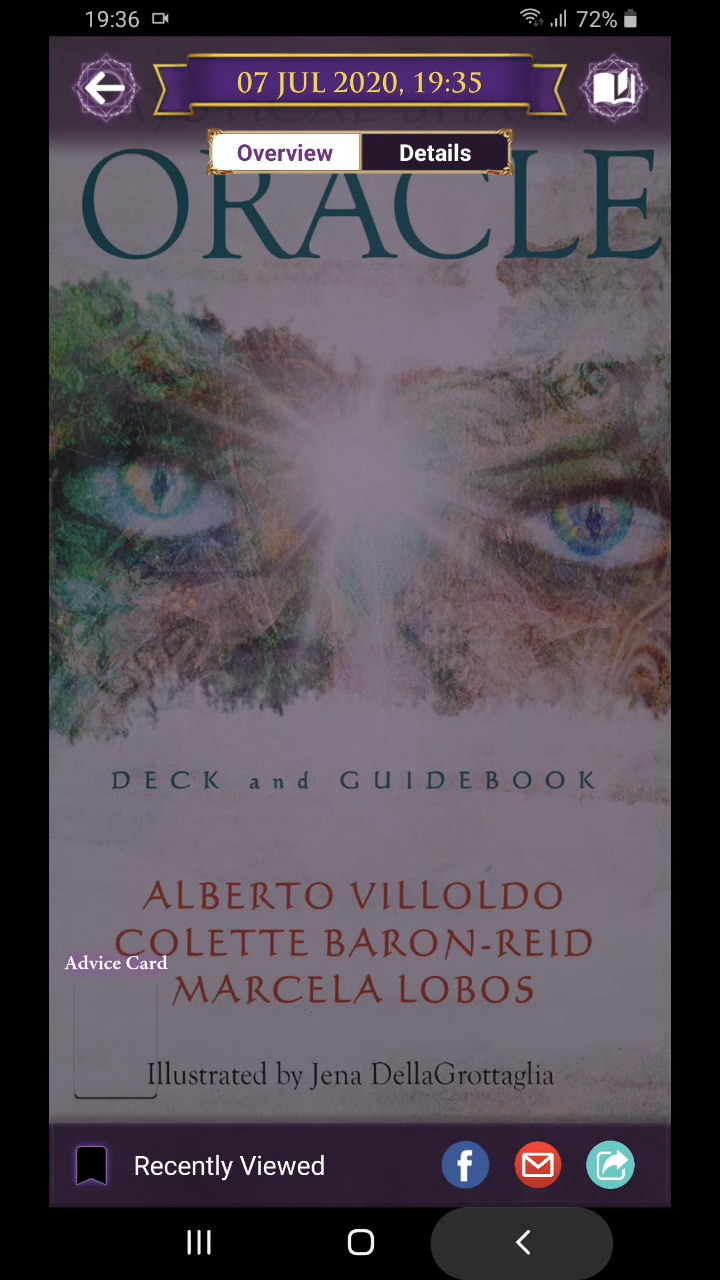 19:36
72%
07 JUL 2020, 19:35
Overview
Details
ORACLE
DECK and GUIDEBOOK
ALBERTO VILLOLDO
COLETTE BARON-REID
Advice Card
MARCELA LOBOS
Illustrated by Jena DellaGrottaglia
Recently Viewed